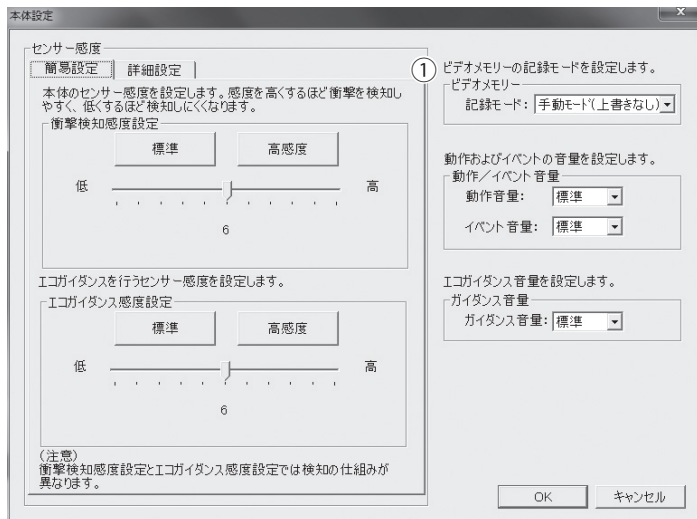 本体設定
センサー感度
簡易設定
詳細設定
本体のセンサー感度を設定します。感度を高くするほど衝撃を検知し
やすく、低くするほど検知しにくくなります。
衝撃検知感度設定
標準
高感度
低
高
6
エコガイダンスを行うセンサー感度を設定します。
エコガイダンス感度設定
標準
高感度
低
高
6
(注意)
衝撃検知感度設定とエコガイダンス感度設定では検知の仕組みが
異なります。
①
ビデオメモリーの記録モードを設定します。
ビデオメモリー
記録モード: 手動モード(上書きなし)
動作およびイベントの音量を設定します。
動作/イベント音量
動作音量: 標準
イベント音量: 標準
エコガイダンス音量を設定します。
ガイダンス音量
ガイダンス音量: 標準
OK
キャンセル